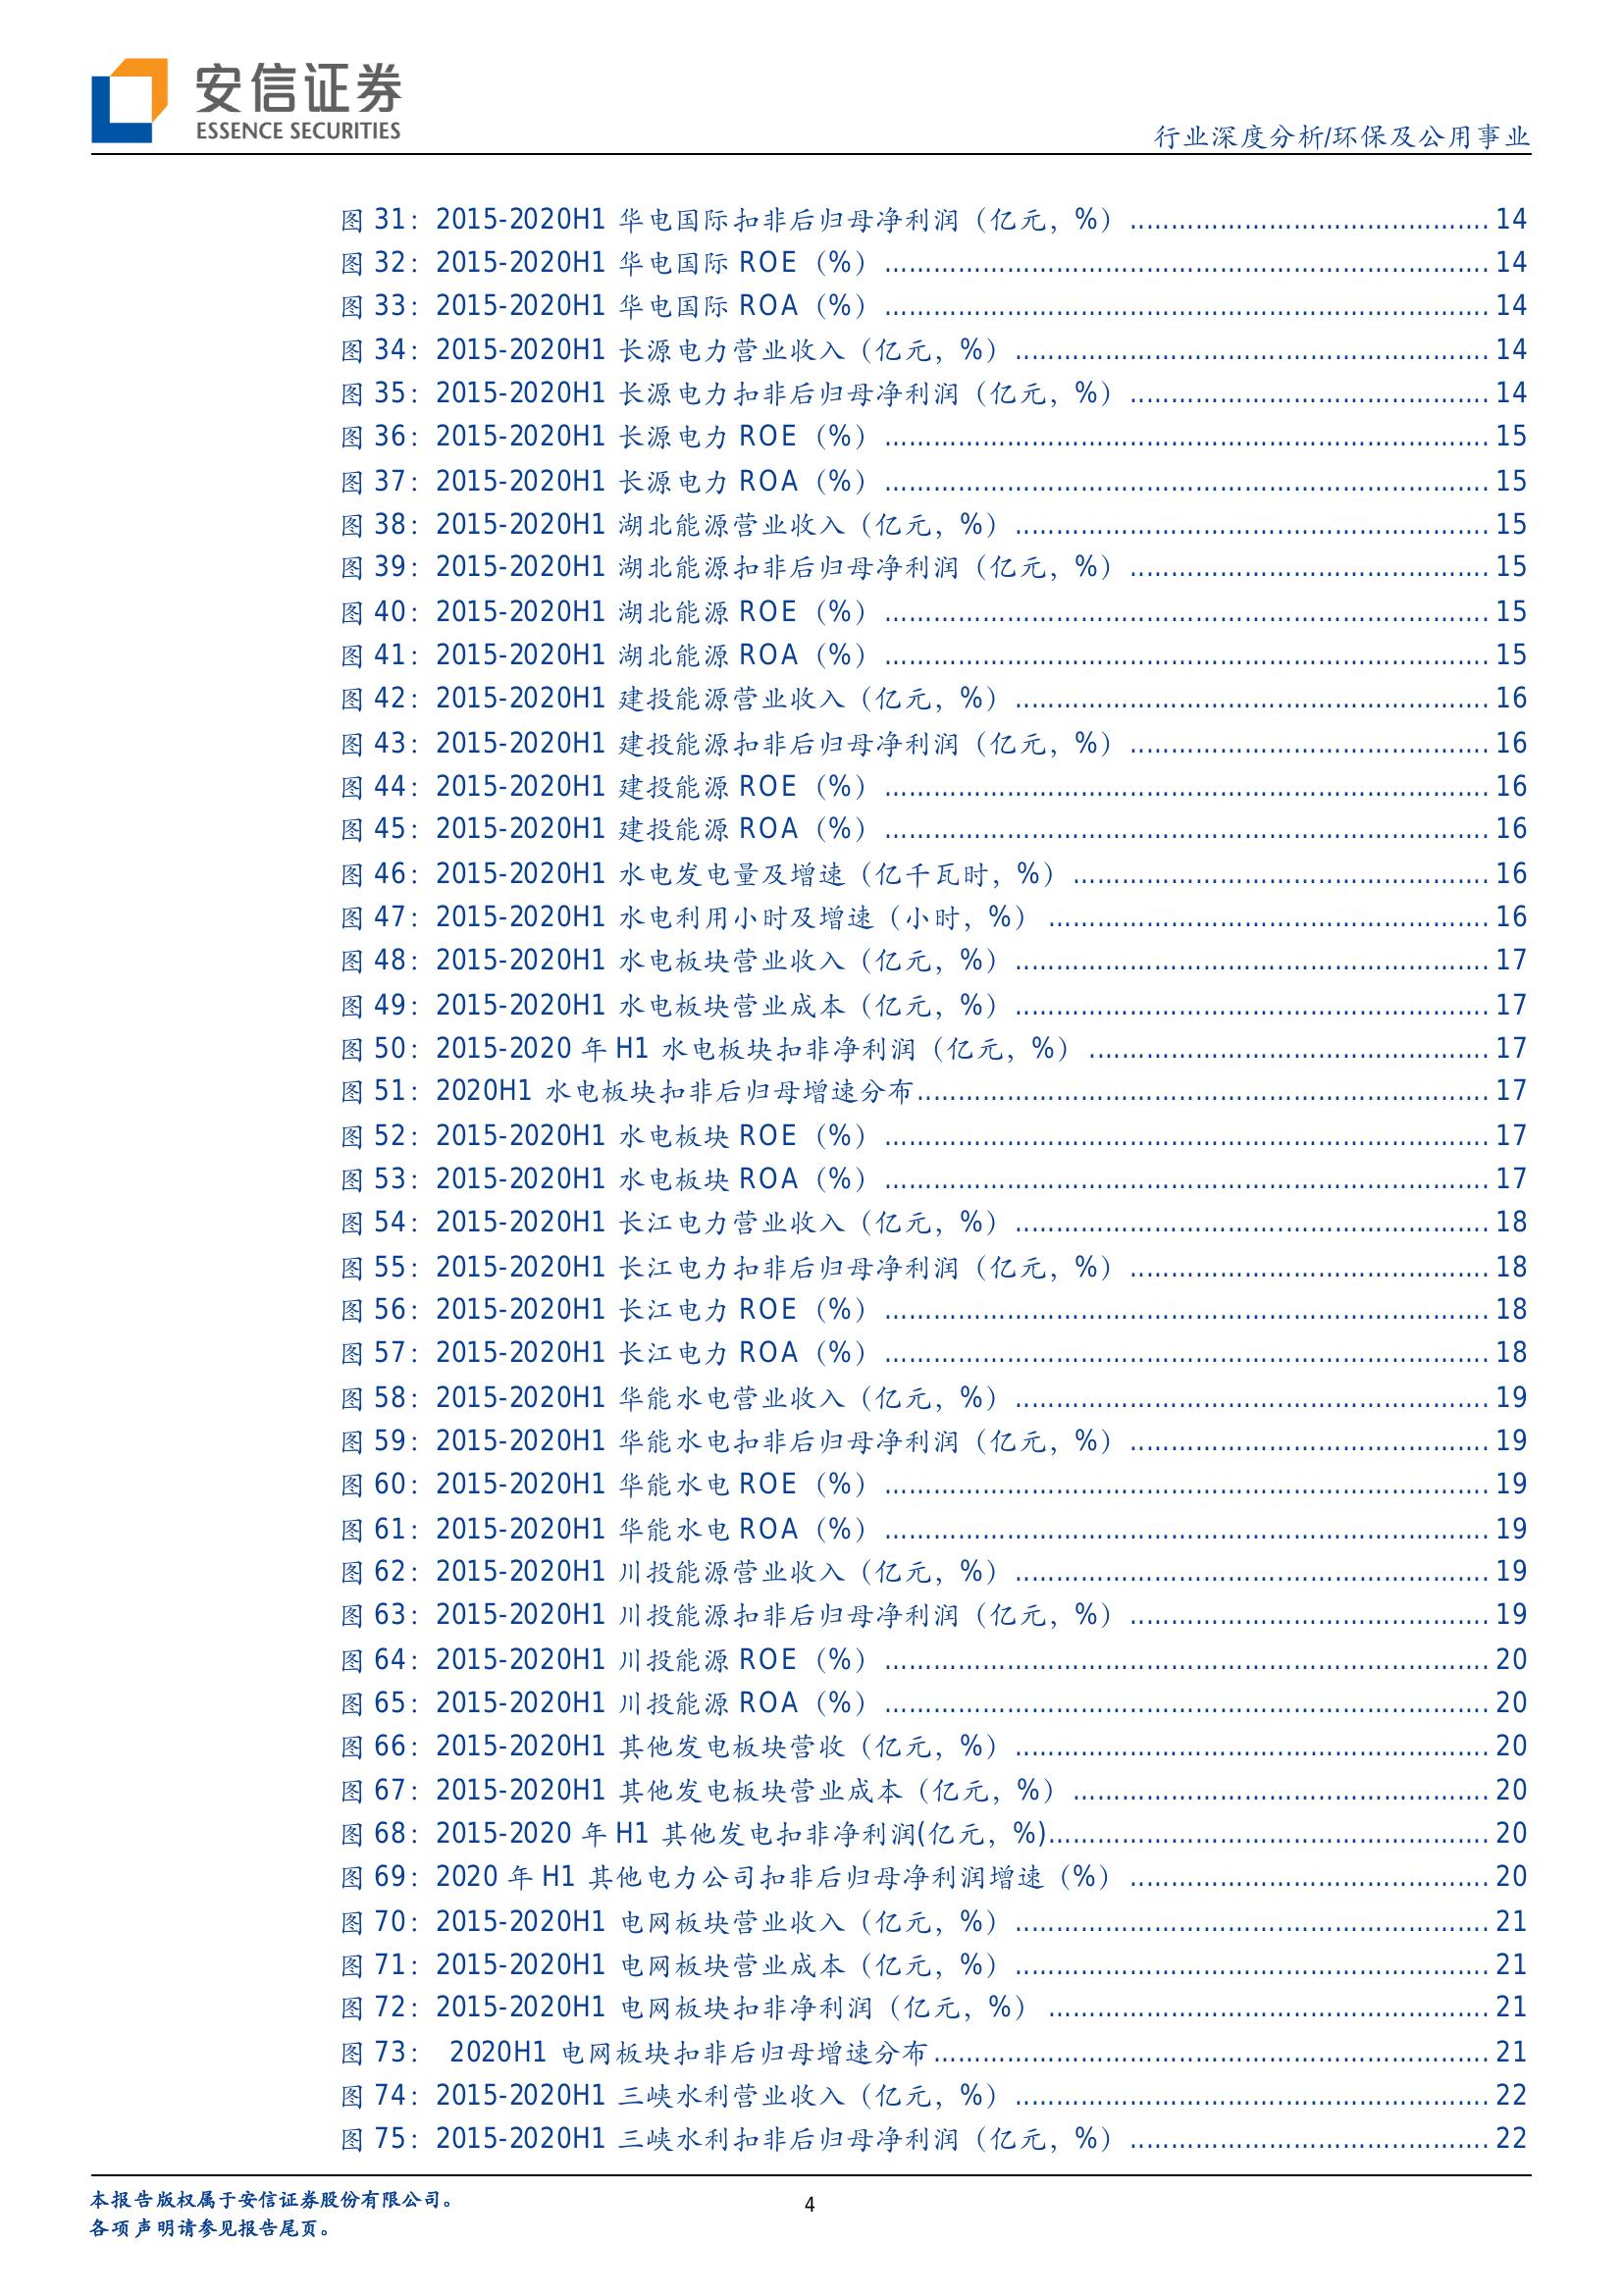 安信证券
ESSENCE SECURITIES
行业深度分析/环保及公用事业
图 31：2015-2020H1 华电国际扣非后归母净利润（亿元，%）............................................ 14
图 32：2015-2020H1 华电国际 ROE（%）.......................................................................... 14
图 33：2015-2020H1 华电国际 ROA（%）.......................................................................... 14
图 34：2015-2020H1 长源电力营业收入（亿元，%）.......................................................... 14
图 35：2015-2020H1 长源电力扣非后归母净利润（亿元，%）............................................ 14
图 36：2015-2020H1 长源电力 ROE（%）.......................................................................... 15
图 37：2015-2020H1 长源电力 ROA（%）.......................................................................... 15
图 38：2015-2020H1 湖北能源营业收入（亿元，%）.......................................................... 15
图 39：2015-2020H1 湖北能源扣非后归母净利润（亿元，%）............................................ 15
图 40：2015-2020H1 湖北能源 ROE（%）.......................................................................... 15
图 41：2015-2020H1 湖北能源 ROA（%）.......................................................................... 15
图 42：2015-2020H1 建投能源营业收入（亿元，%）.......................................................... 16
图 43：2015-2020H1 建投能源扣非后归母净利润（亿元，%）............................................ 16
图 44：2015-2020H1 建投能源 ROE（%）.......................................................................... 16
图 45：2015-2020H1 建投能源 ROA（%）.......................................................................... 16
图 46：2015-2020H1 水电发电量及增速（亿千瓦时，%）................................................... 16
图 47：2015-2020H1 水电利用小时及增速（小时，%）...................................................... 16
图 48：2015-2020H1 水电板块营业收入（亿元，%）.......................................................... 17
图 49：2015-2020H1 水电板块营业成本（亿元，%）.......................................................... 17
图 50：2015-2020 年 H1 水电板块扣非净利润（亿元，%）................................................. 17
图 51：2020H1 水电板块扣非后归母增速分布...................................................................... 17
图 52：2015-2020H1 水电板块 ROE（%）.......................................................................... 17
图 53：2015-2020H1 水电板块 ROA（%）.......................................................................... 17
图 54：2015-2020H1 长江电力营业收入（亿元，%）.......................................................... 18
图 55：2015-2020H1 长江电力扣非后归母净利润（亿元，%）............................................ 18
图 56：2015-2020H1 长江电力 ROE（%）.......................................................................... 18
图 57：2015-2020H1 长江电力 ROA（%）.......................................................................... 18
图 58：2015-2020H1 华能水电营业收入（亿元，%）.......................................................... 19
图 59：2015-2020H1 华能水电扣非后归母净利润（亿元，%）............................................ 19
图 60：2015-2020H1 华能水电 ROE（%）.......................................................................... 19
图 61：2015-2020H1 华能水电 ROA（%）.......................................................................... 19
图 62：2015-2020H1 川投能源营业收入（亿元，%）.......................................................... 19
图 63：2015-2020H1 川投能源扣非后归母净利润（亿元，%）............................................ 19
图 64：2015-2020H1 川投能源 ROE（%）.......................................................................... 20
图 65：2015-2020H1 川投能源 ROA（%）.......................................................................... 20
图 66：2015-2020H1 其他发电板块营收（亿元，%）.......................................................... 20
图 67：2015-2020H1 其他发电板块营业成本（亿元，%）................................................... 20
图 68：2015-2020 年 H1 其他发电扣非净利润(亿元，%)...................................................... 20
图 69：2020 年 H1 其他电力公司扣非后归母净利润增速（%）............................................ 20
图 70：2015-2020H1 电网板块营业收入（亿元，%）.......................................................... 21
图 71：2015-2020H1 电网板块营业成本（亿元，%）.......................................................... 21
图 72：2015-2020H1 电网板块扣非净利润（亿元，%）...................................................... 21
图 73： 2020H1 电网板块扣非后归母增速分布.................................................................... 21
图 74：2015-2020H1 三峡水利营业收入（亿元，%）.......................................................... 22
图 75：2015-2020H1 三峡水利扣非后归母净利润（亿元，%）............................................ 22
本报告版权属于安信证券股份有限公司。
各项声明请参见报告尾页。
4